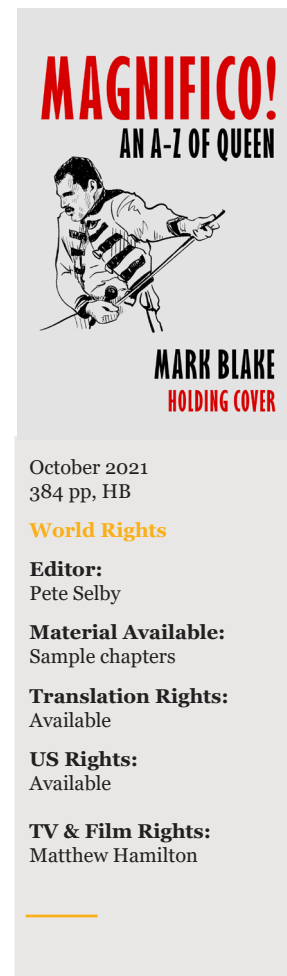 MAGNIFICO!
AN A-Z OF QUEEN
MARK BLAKE
HOLDING COVER
October 2021
384 pp, HB
World Rights
Editor:
Pete Selby
Material Available:
Sample chapters
Translation Rights:
Available
US Rights:
Available
TV & Film Rights:
Matthew Hamilton